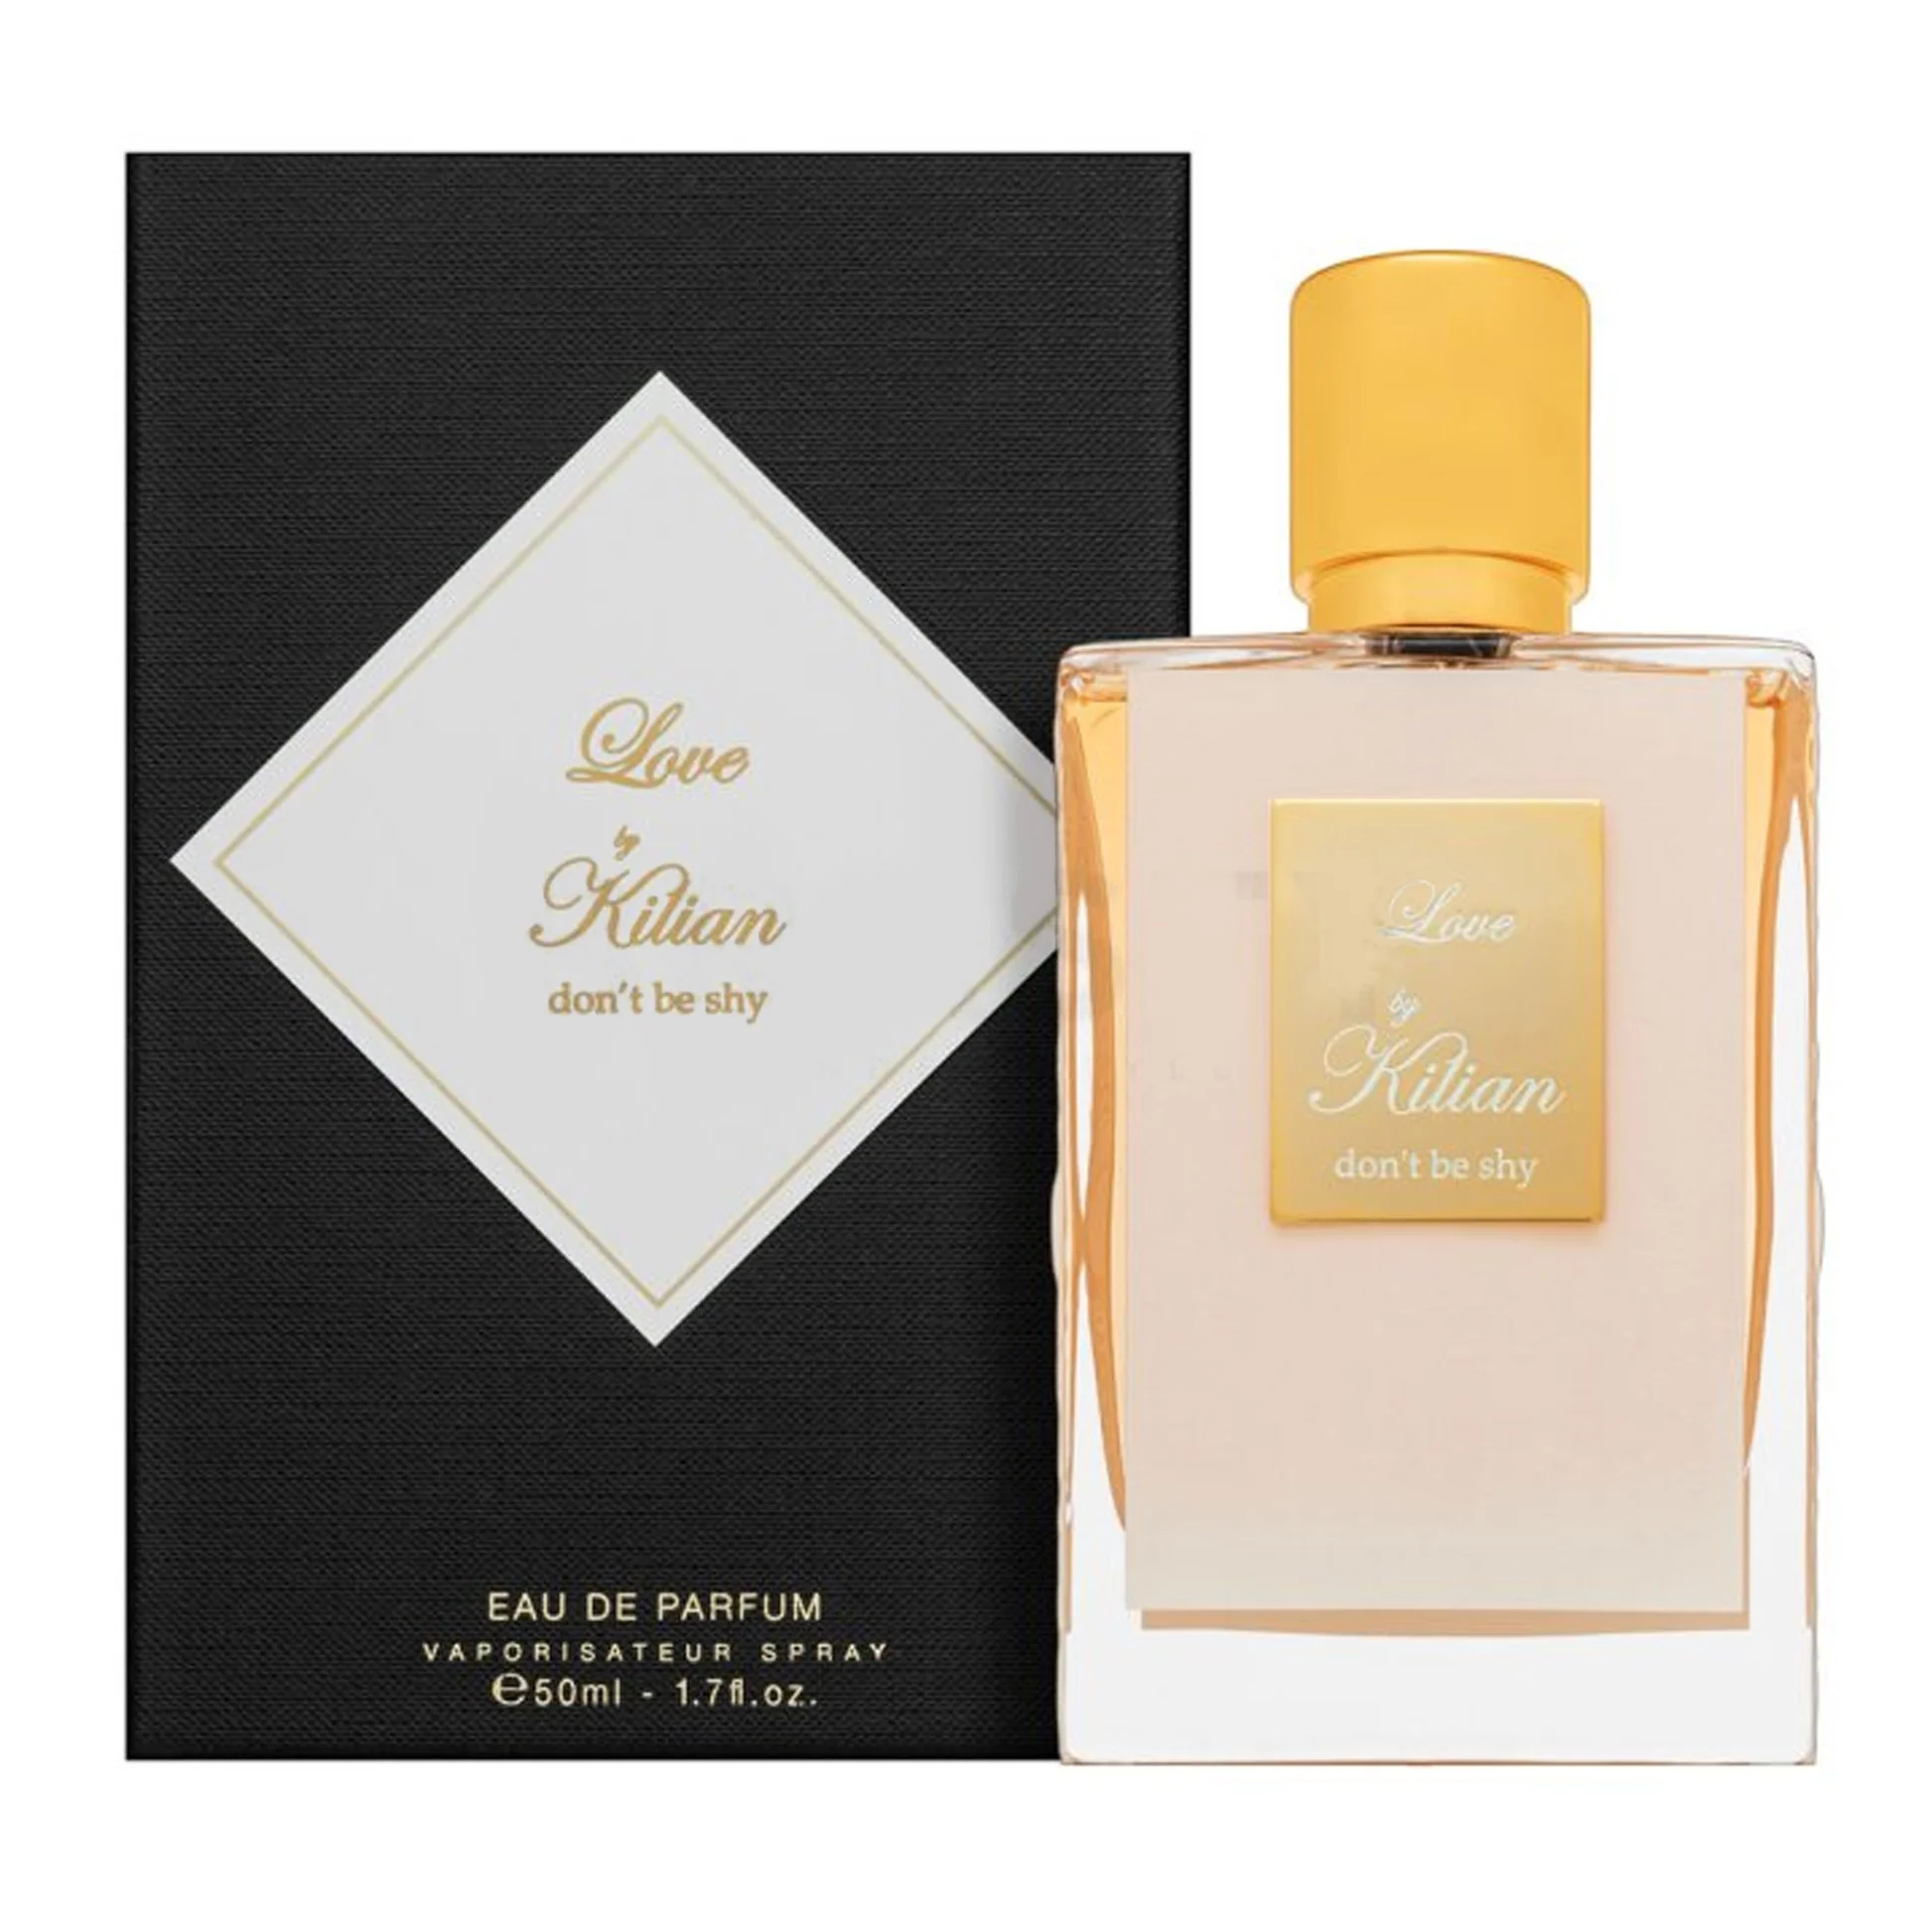 Love
by
Kilian
don't be shy
EAU DE PARFUM
VAPORISATEUR SPRAY
℮50ml - 1.7fl.oz.
Love
by
Kilian
don't be shy